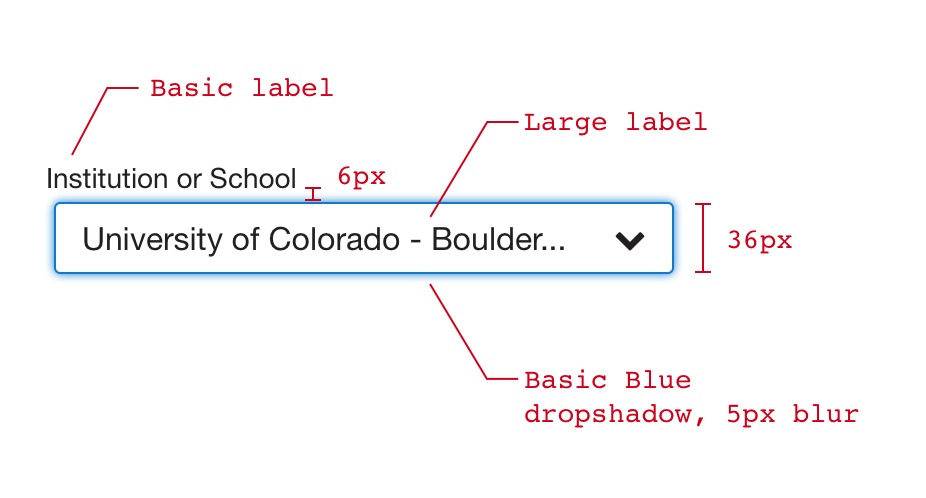 Basic label
Large label
Institution or School
6px
University of Colorado - Boulder...
36px
Basic Blue
dropshadow, 5px blur